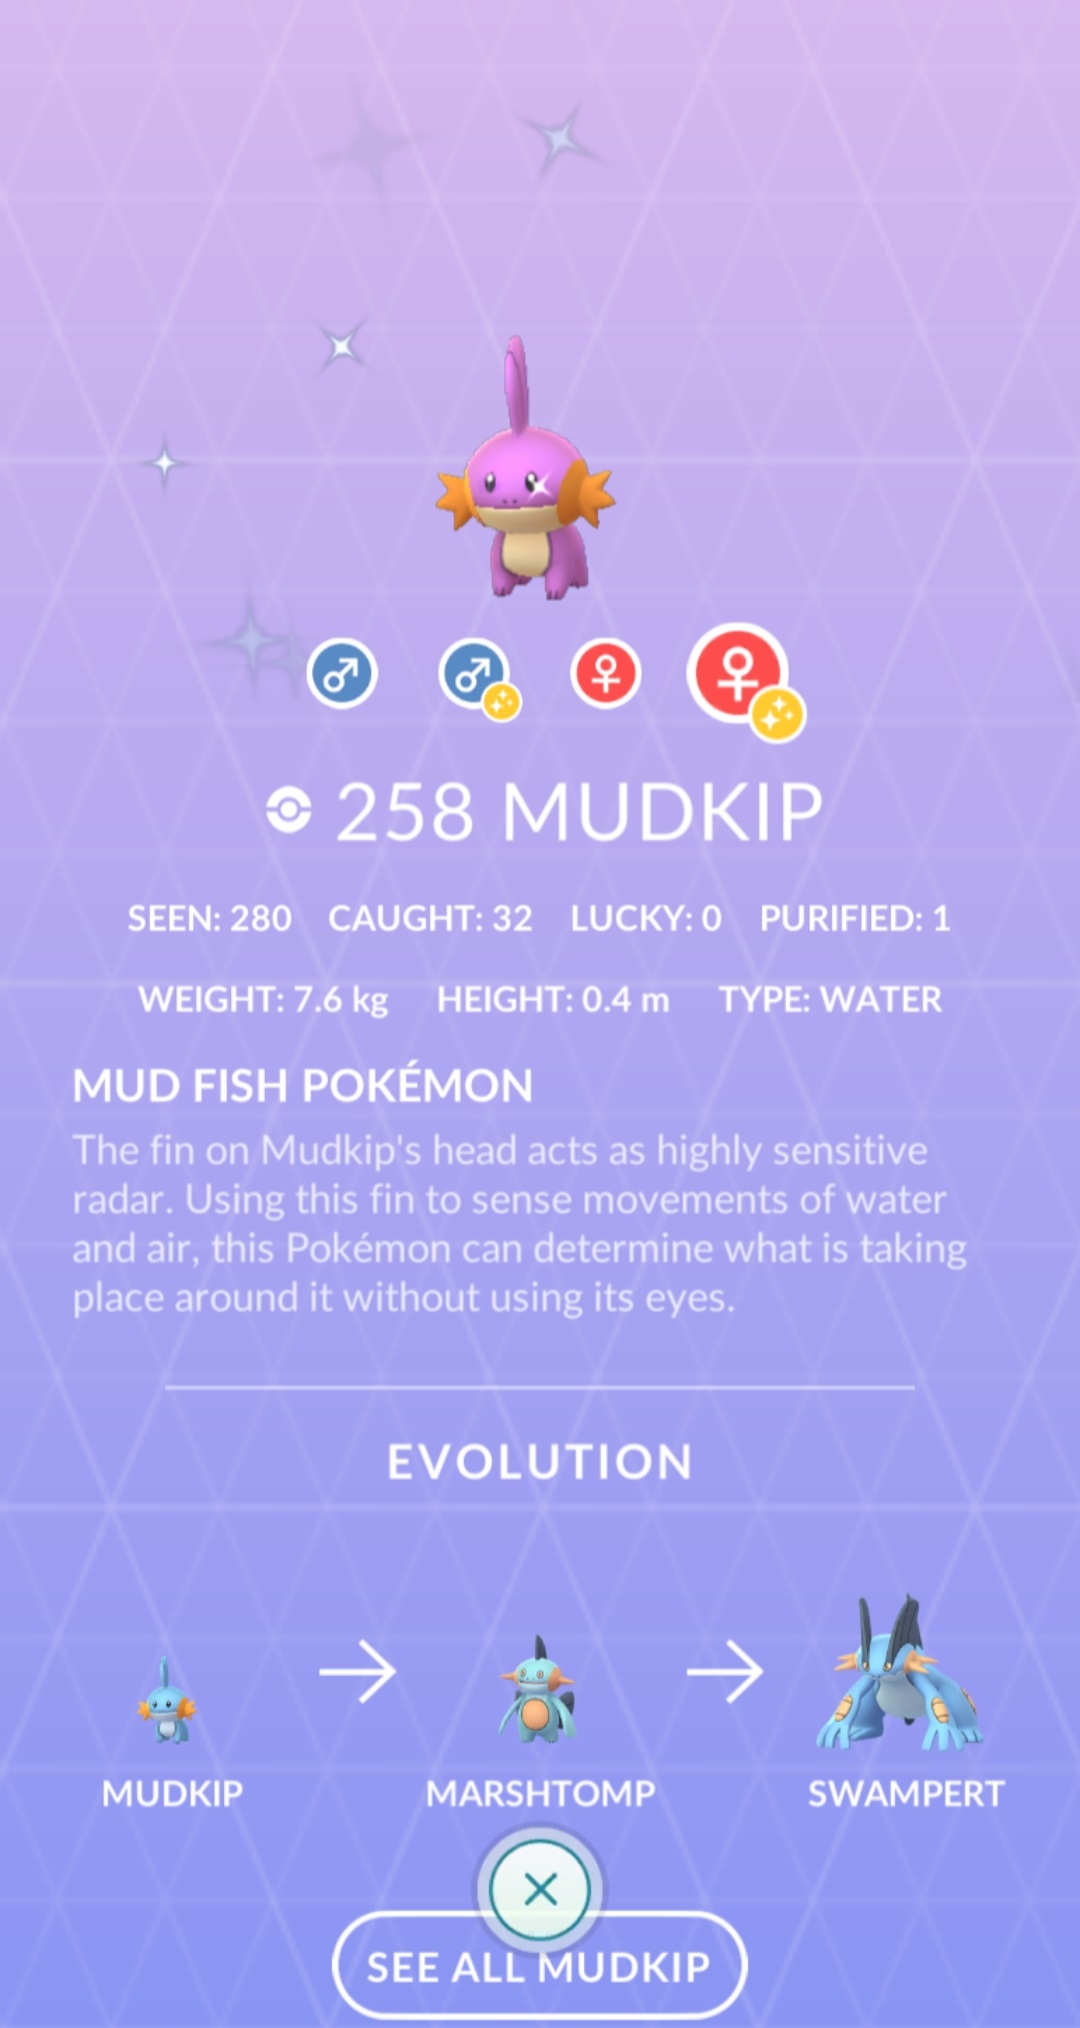 258 MUDKIP
SEEN: 280 CAUGHT: 32 LUCKY: 0 PURIFIED: 1
WEIGHT: 7.6 kg HEIGHT: 0.4 m TYPE: WATER
MUD FISH POKÉMON
The fin on Mudkip's head acts as highly sensitive
radar. Using this fin to sense movements of water
and air, this Pokémon can determine what is taking
place around it without using its eyes.
EVOLUTION
MUDKIP MARSHTOMP SWAMPERT
SEE ALL MUDKIP